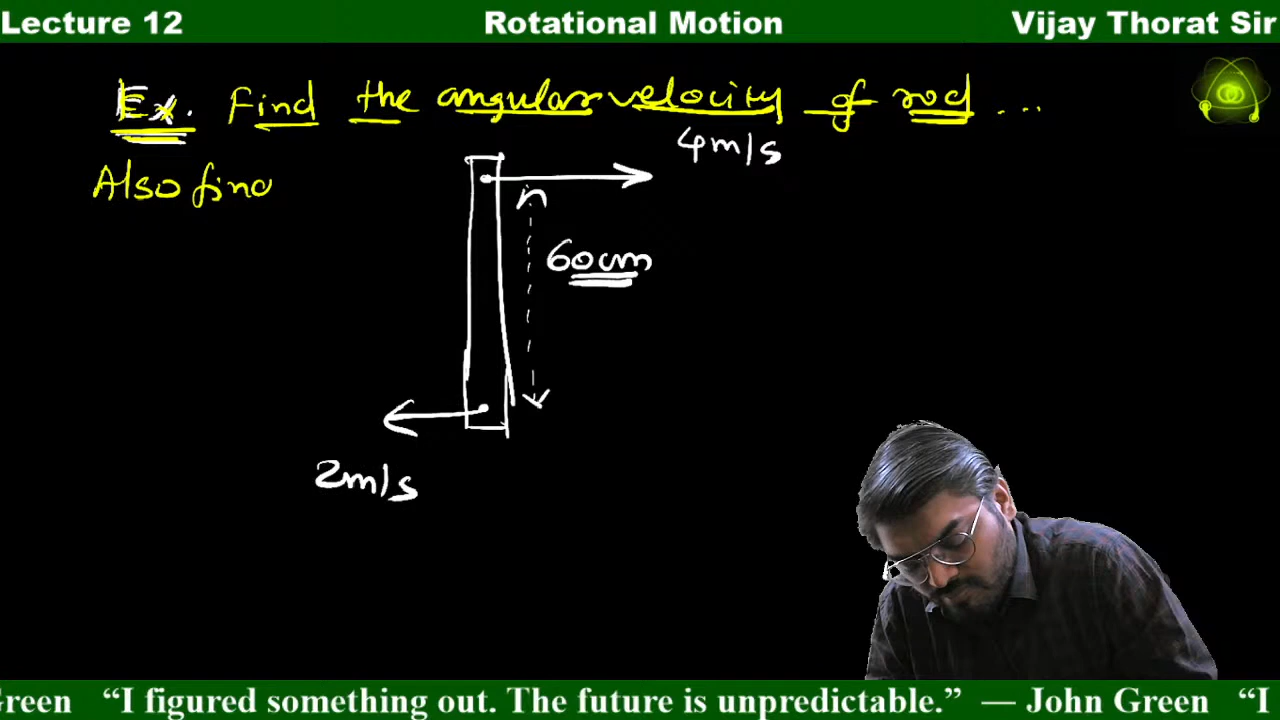 Lecture 12
Rotational Motion
Vijay Thorat Sir
Ex. Find the angular velocity of rod ...
4m/s
Also find
60cm
2m/s
Green “I figured something out. The future is unpredictable.” — John Green “I